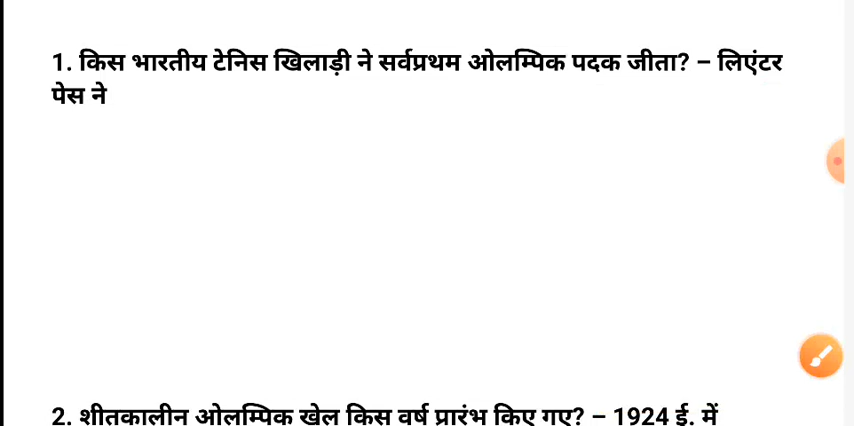 1. किस भारतीय टेनिस खिलाड़ी ने सर्वप्रथम ओलम्पिक पदक जीता? – लिएंटर
पेस ने
2. शीतकालीन ओलम्पिक खेल किस वर्ष प्रारंभ किए गए? – 1924 ई. में